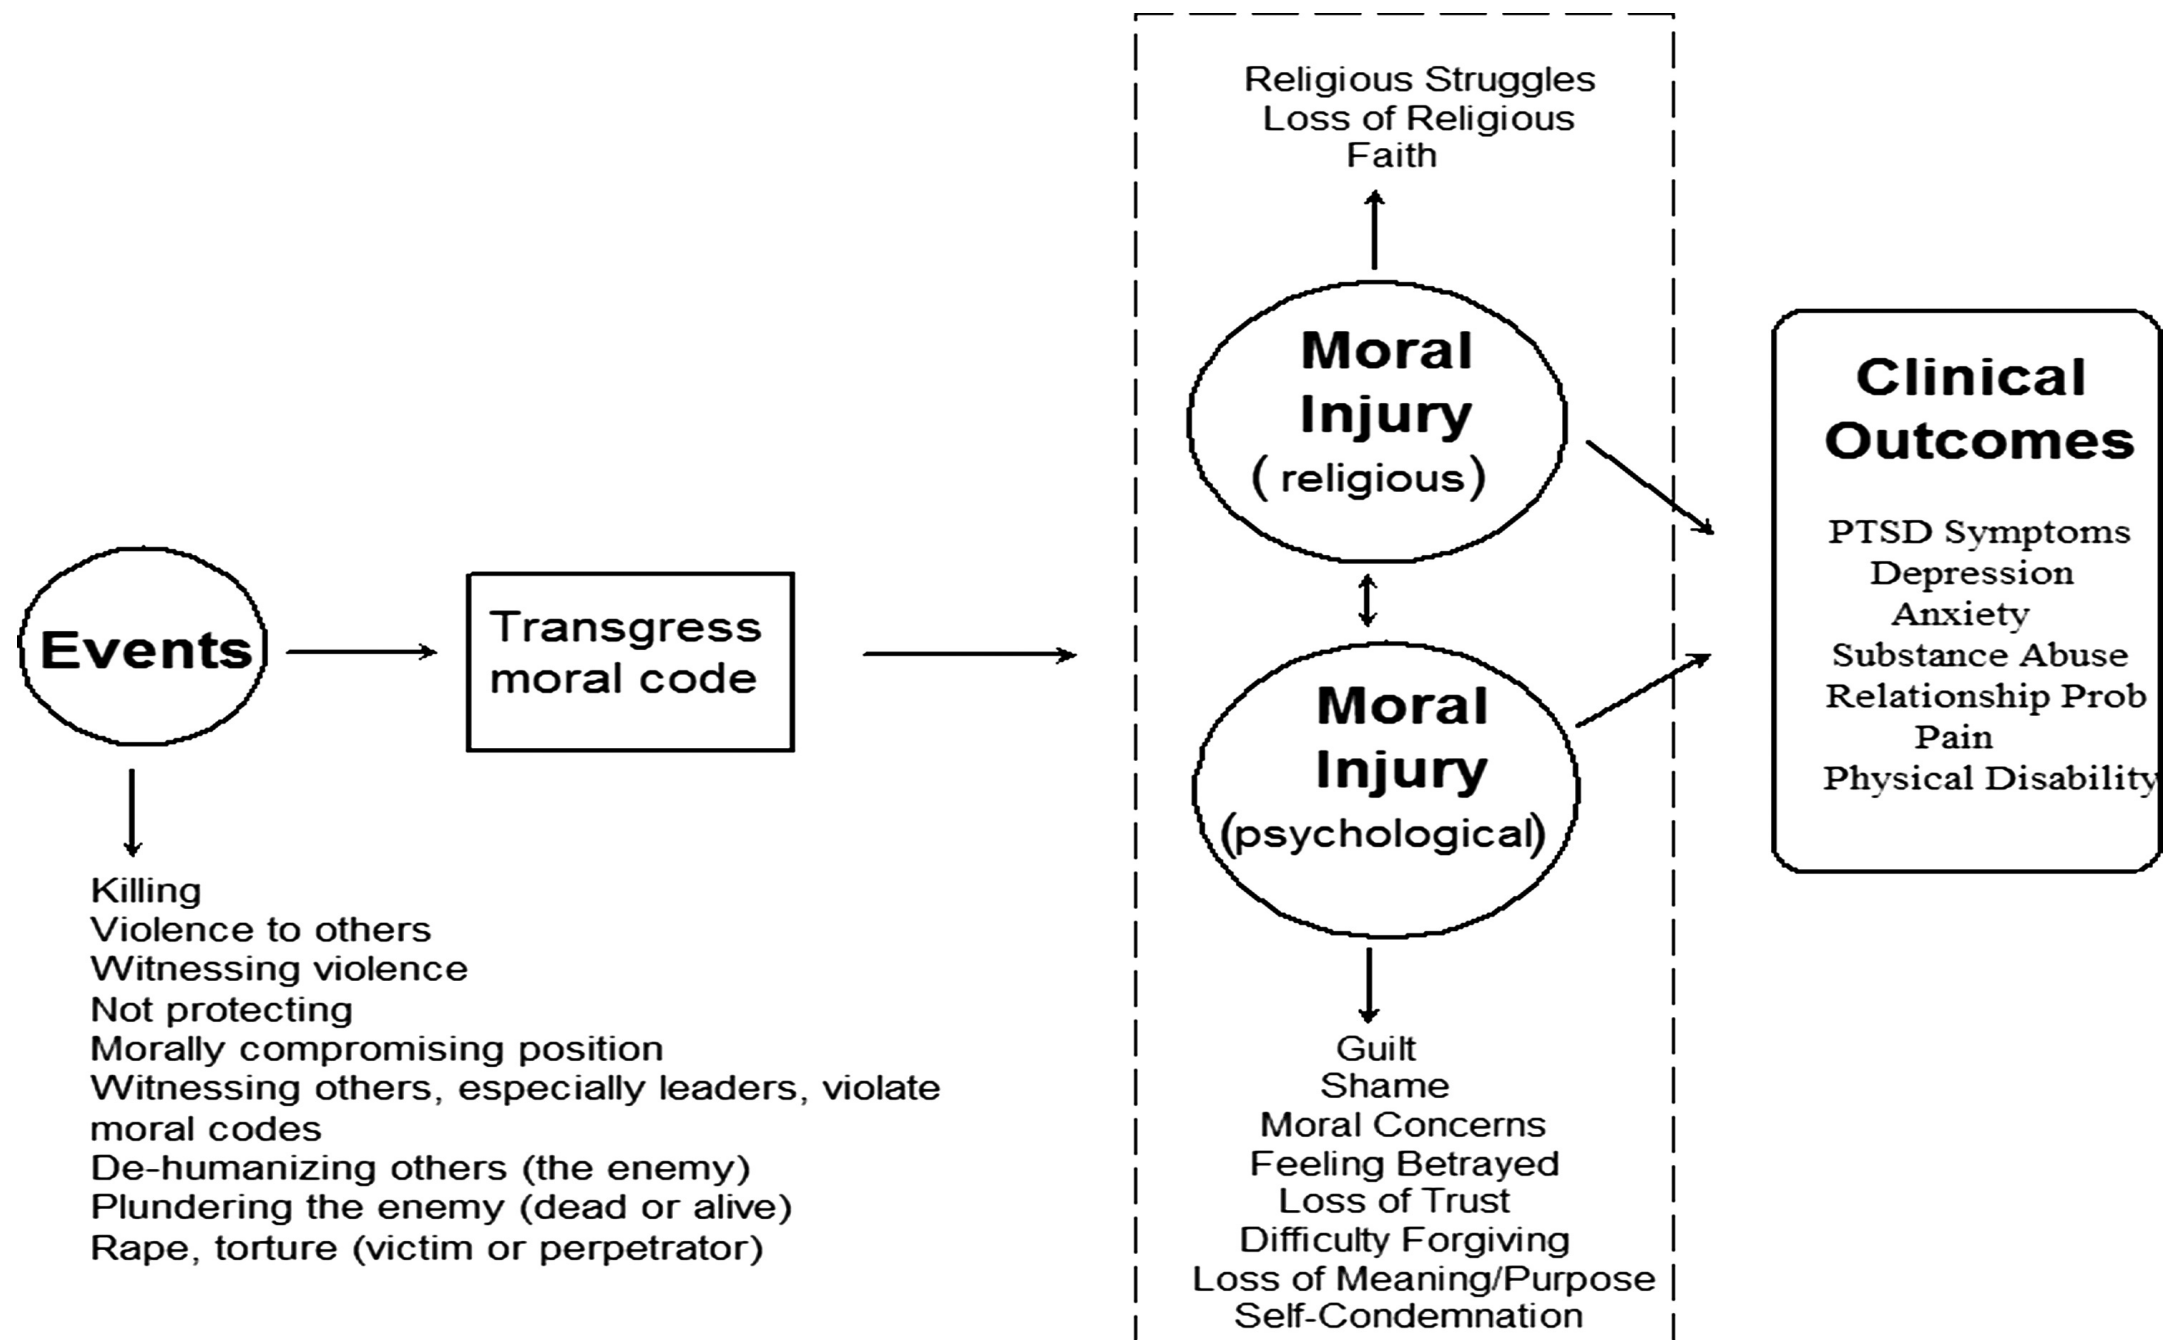 Events
Killing
Violence to others
Witnessing violence
Not protecting
Morally compromising position
Witnessing others, especially leaders, violate
moral codes
De-humanizing others (the enemy)
Plundering the enemy (dead or alive)
Rape, torture (victim or perpetrator)
Transgress
moral code
Religious Struggles
Loss of Religious
Faith
Moral
Injury
( religious)
Moral
Injury
(psychological)
Guilt
Shame
Moral Concerns
Feeling Betrayed
Loss of Trust
Difficulty Forgiving
Loss of Meaning/Purpose
Self-Condemnation
Clinical
Outcomes
PTSD Symptoms
Depression
Anxiety
Substance Abuse
Relationship Prob
Pain
Physical Disability